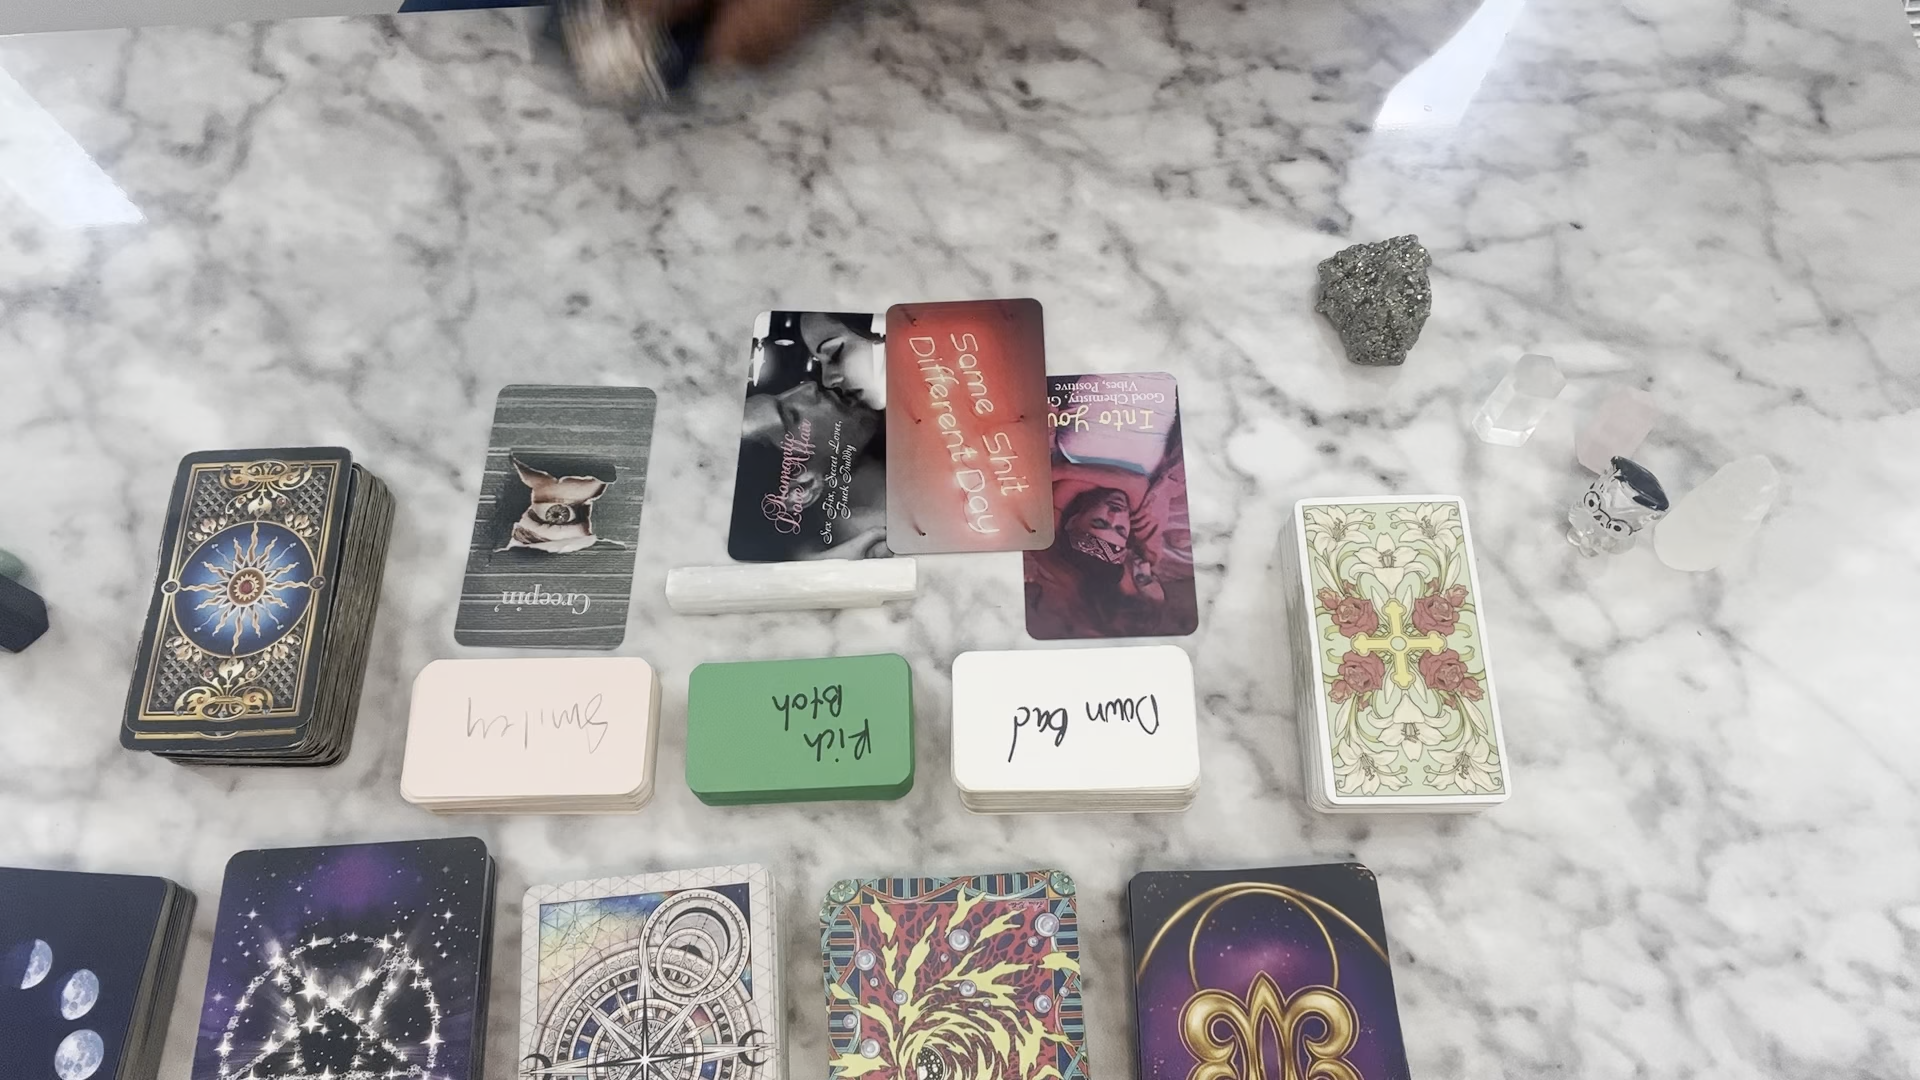 Romantic
Love Affair
Sex Fix, Secret Lover,
Fuck Buddy
Same Shit
Different Day
Into You
Good Chemistry,
Vibes, Positive
Creepin'
Smiley
Rich
Btch
Down Bad